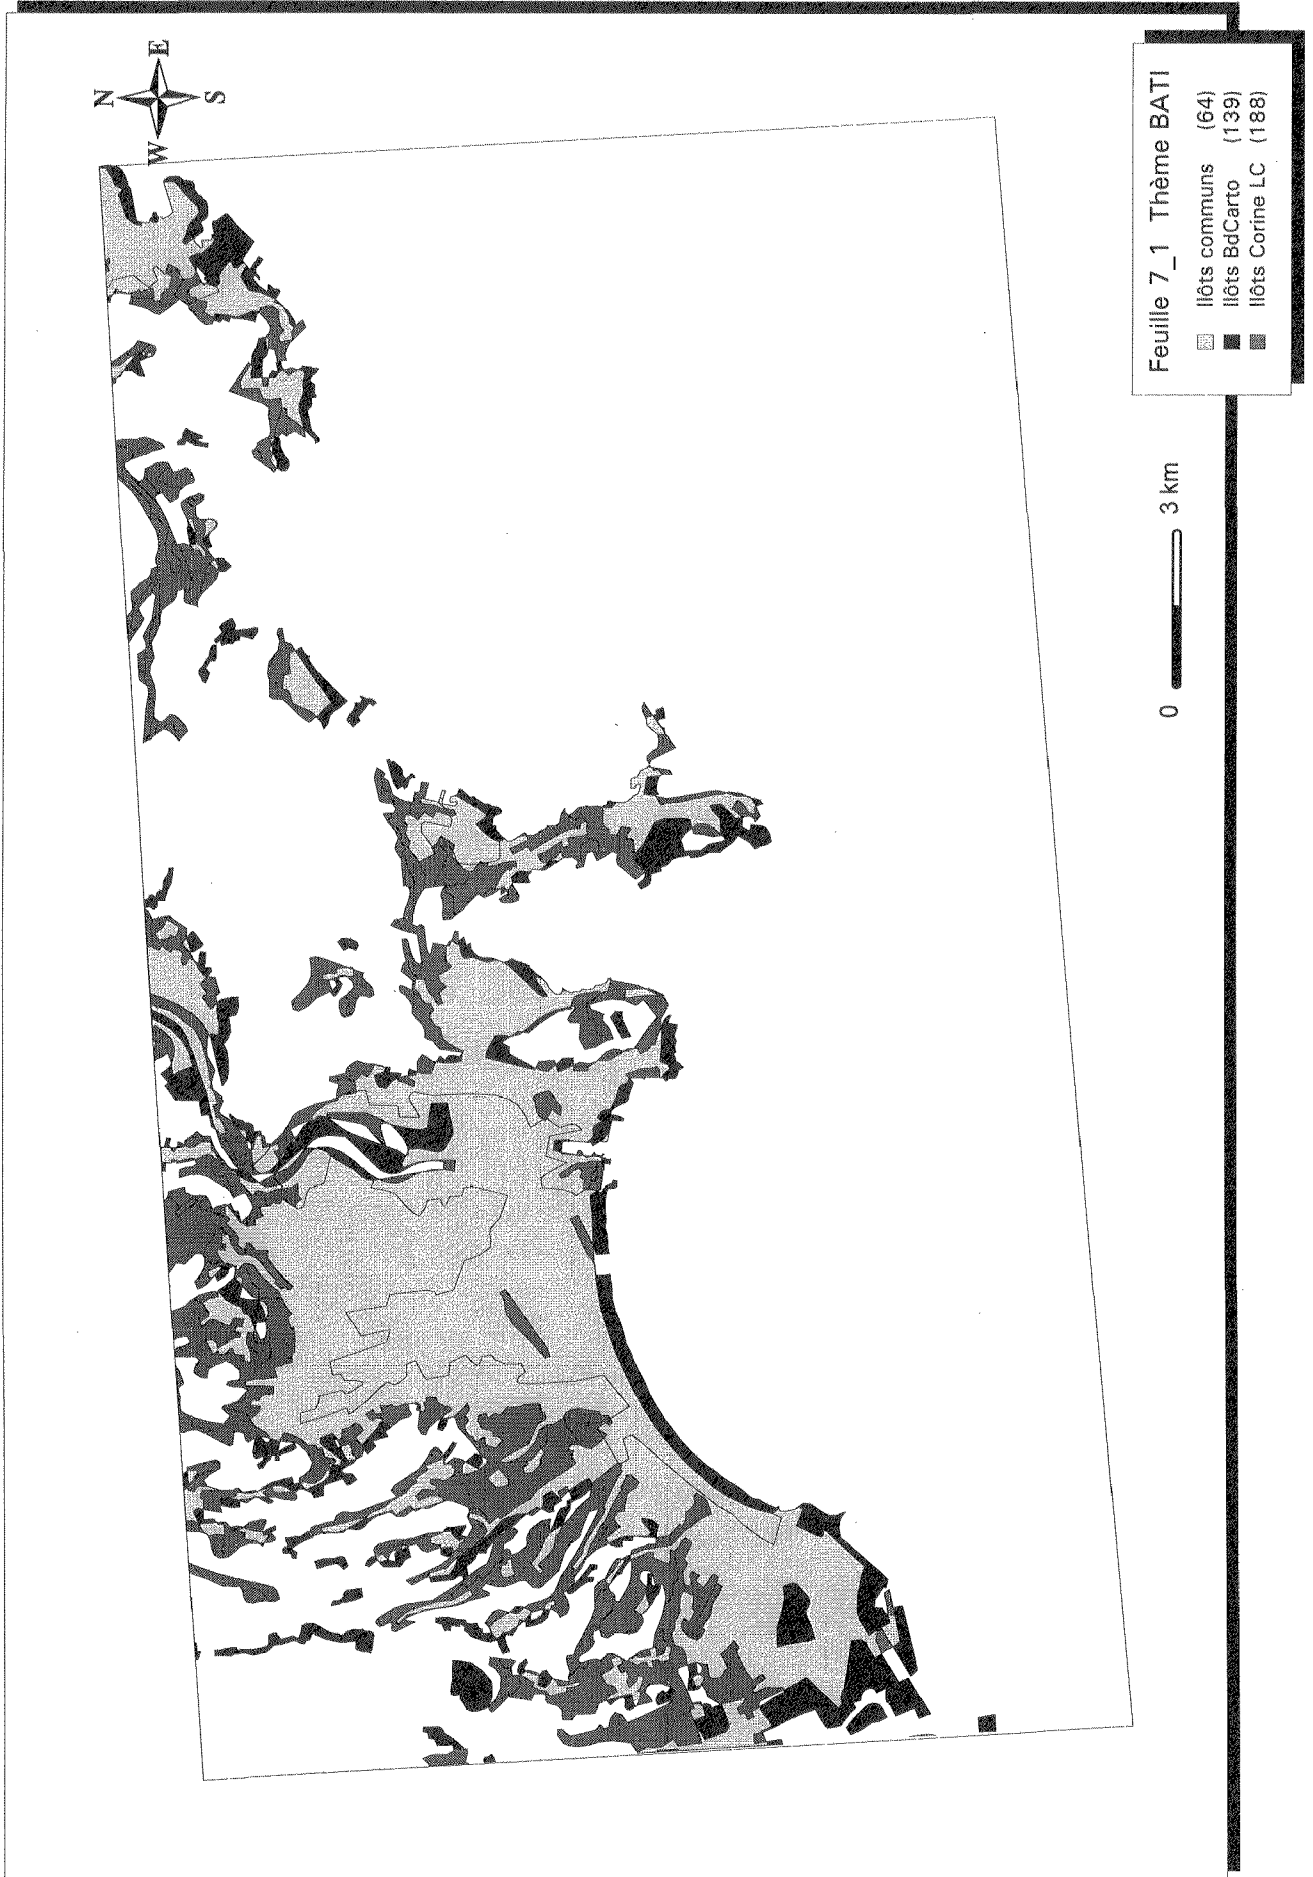 N
W
E
S
Feuille 7_1 Thème BATI
Ilôts communs (64)
Ilôts BdCarto (139)
Ilôts Corine LC (188)
0 3 km